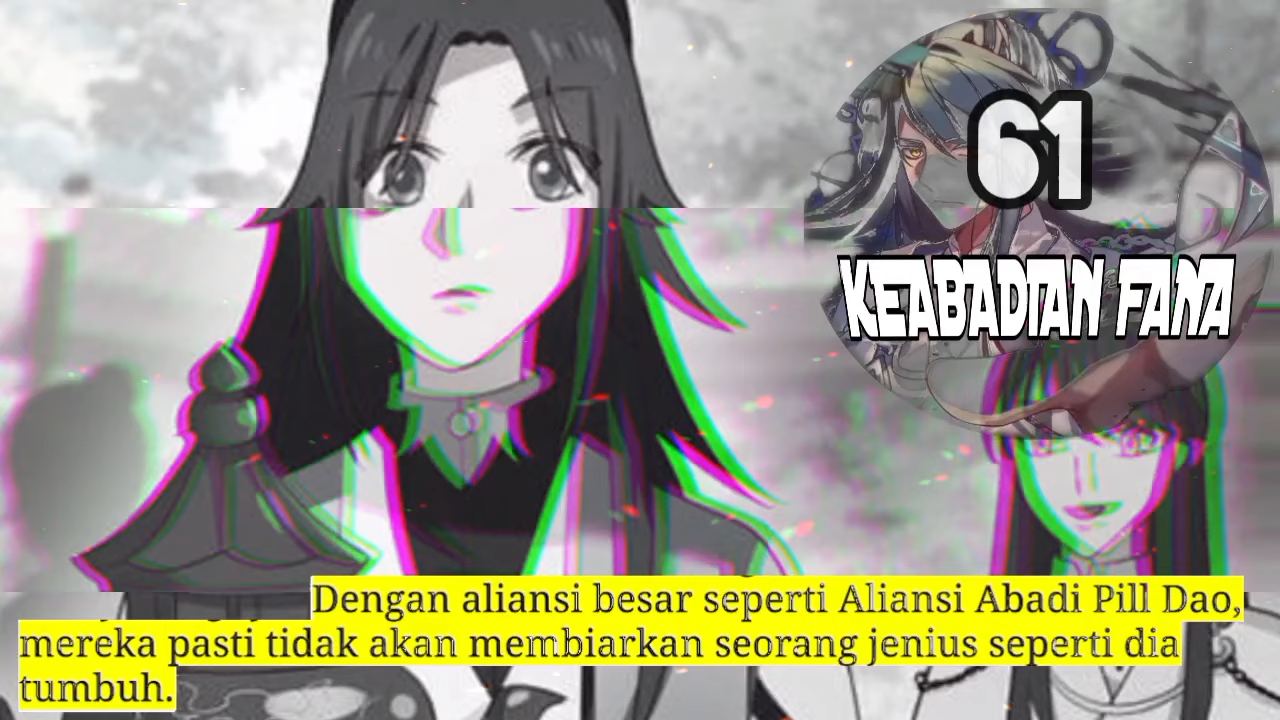 61
KEABADIAN FANA
Dengan aliansi besar seperti Aliansi Abadi Pill Dao,
mereka pasti tidak akan membiarkan seorang jenius seperti dia
tumbuh.